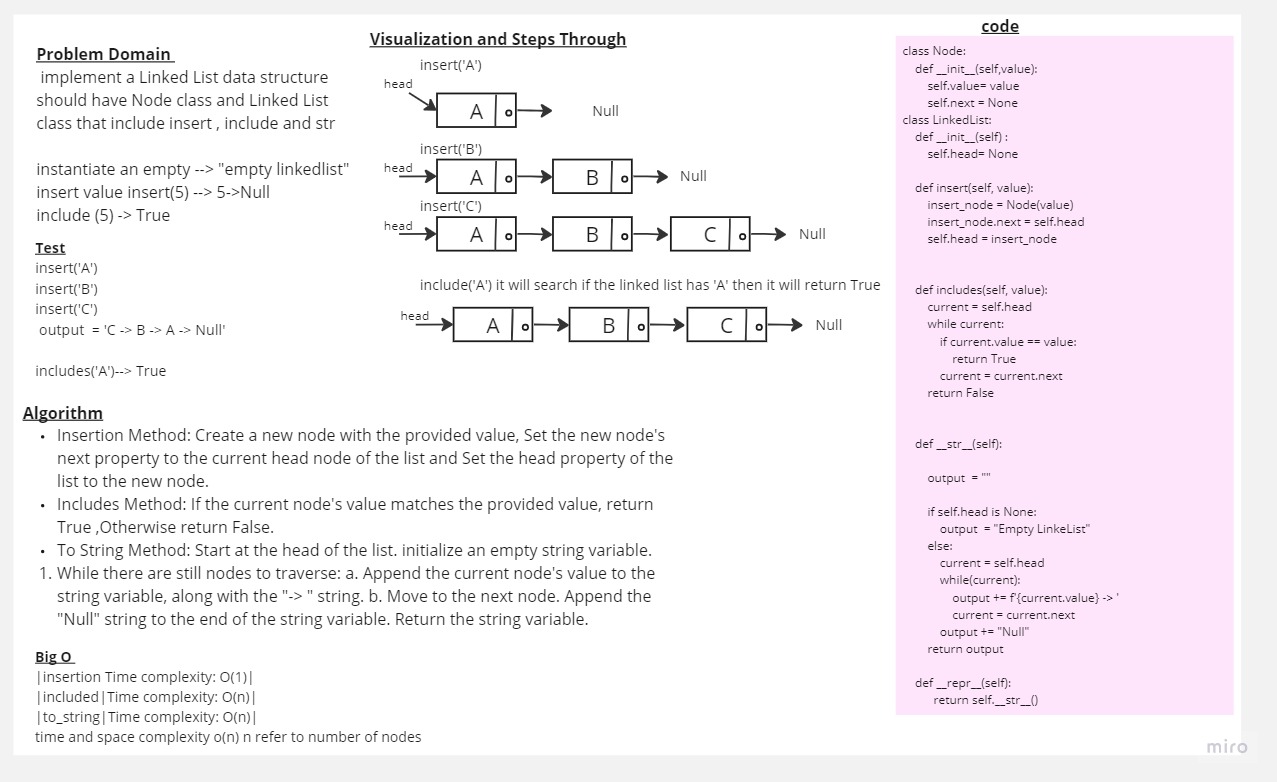 Problem Domain
implement a Linked List data structure
should have Node class and Linked List
class that include insert , include and str
instantiate an empty --> "empty linkedlist"
insert value insert(5) --> 5->Null
include (5) -> True
Test
insert('A')
insert('B')
insert('C')
output  = 'C -> B -> A -> Null'
includes('A')--> True
Visualization and Steps Through
insert('A')
head
A
Null
insert('B')
head
A
B
Null
insert('C')
head
A
B
C
Null
include('A') it will search if the linked list has 'A' then it will return True
head
A
B
C
Null
Algorithm
• Insertion Method: Create a new node with the provided value, Set the new node's
next property to the current head node of the list and Set the head property of the
list to the new node.
• Includes Method: If the current node's value matches the provided value, return
True ,Otherwise return False.
• To String Method: Start at the head of the list. initialize an empty string variable.
1. While there are still nodes to traverse: a. Append the current node's value to the
string variable, along with the "-> " string. b. Move to the next node. Append the
"Null" string to the end of the string variable. Return the string variable.
Big O
|insertion Time complexity: O(1)|
|included|Time complexity: O(n)|
|to_string|Time complexity: O(n)|
time and space complexity o(n) n refer to number of nodes
code
class Node:
def __init__(self,value):
self.value= value
self.next = None
class LinkedList:
def __init__(self) :
self.head= None
def insert(self, value):
insert_node = Node(value)
insert_node.next = self.head
self.head = insert_node
def includes(self, value):
current = self.head
while current:
if current.value == value:
return True
current = current.next
return False
def __str__(self):
output  = ""
if self.head is None:
output  = "Empty LinkeList"
else:
current = self.head
while(current):
output += f'{current.value} -> '
current = current.next
output += "Null"
return output
def __repr__(self):
return self.__str__()
miro